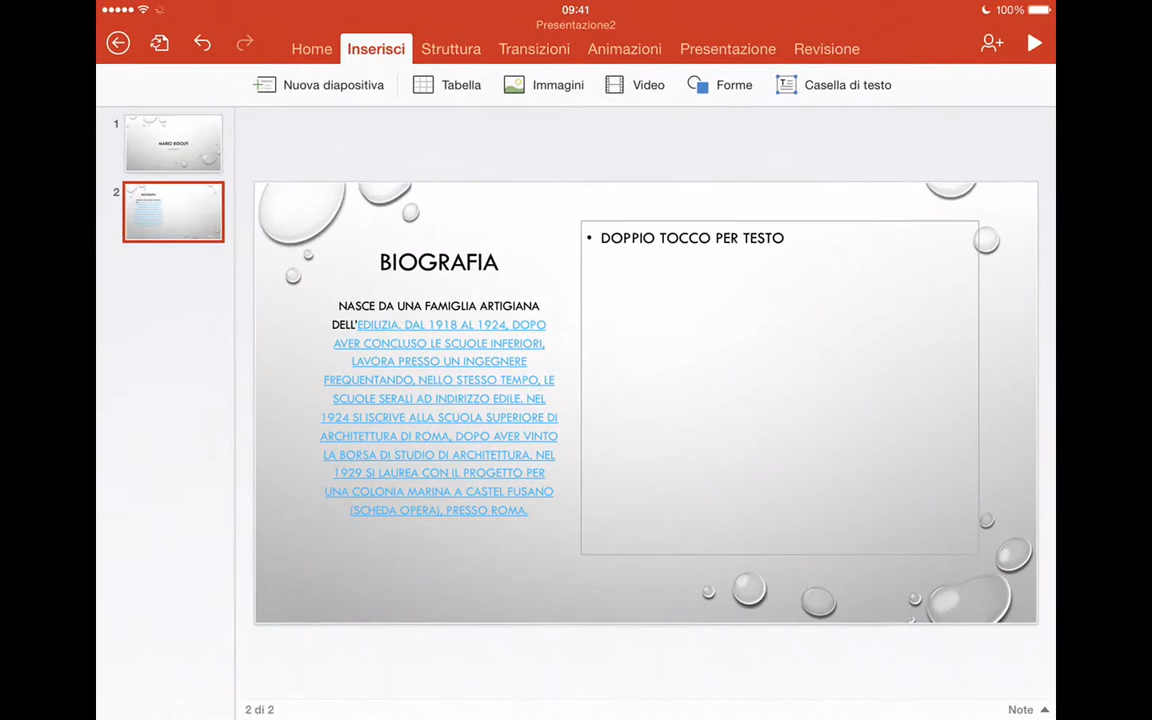 09:41
100%
Presentazione2
Home Inserisci Struttura Transizioni Animazioni Presentazione Revisione
Nuova diapositiva Tabella Immagini Video Forme Casella di testo
1
MARIO RIDOLFI
2
BIOGRAFIA
BIOGRAFIA
NASCE DA UNA FAMIGLIA ARTIGIANA
DELL'EDILIZIA. DAL 1918 AL 1924, DOPO
AVER CONCLUSO LE SCUOLE INFERIORI,
LAVORA PRESSO UN INGEGNERE
FREQUENTANDO, NELLO STESSO TEMPO, LE
SCUOLE SERALI AD INDIRIZZO EDILE. NEL
1924 SI ISCRIVE ALLA SCUOLA SUPERIORE DI
ARCHITETTURA DI ROMA, DOPO AVER VINTO
LA BORSA DI STUDIO DI ARCHITETTURA. NEL
1929 SI LAUREA CON IL PROGETTO PER
UNA COLONIA MARINA A CASTEL FUSANO
(SCHEDA OPERA), PRESSO ROMA.
• DOPPIO TOCCO PER TESTO
2 di 2
Note